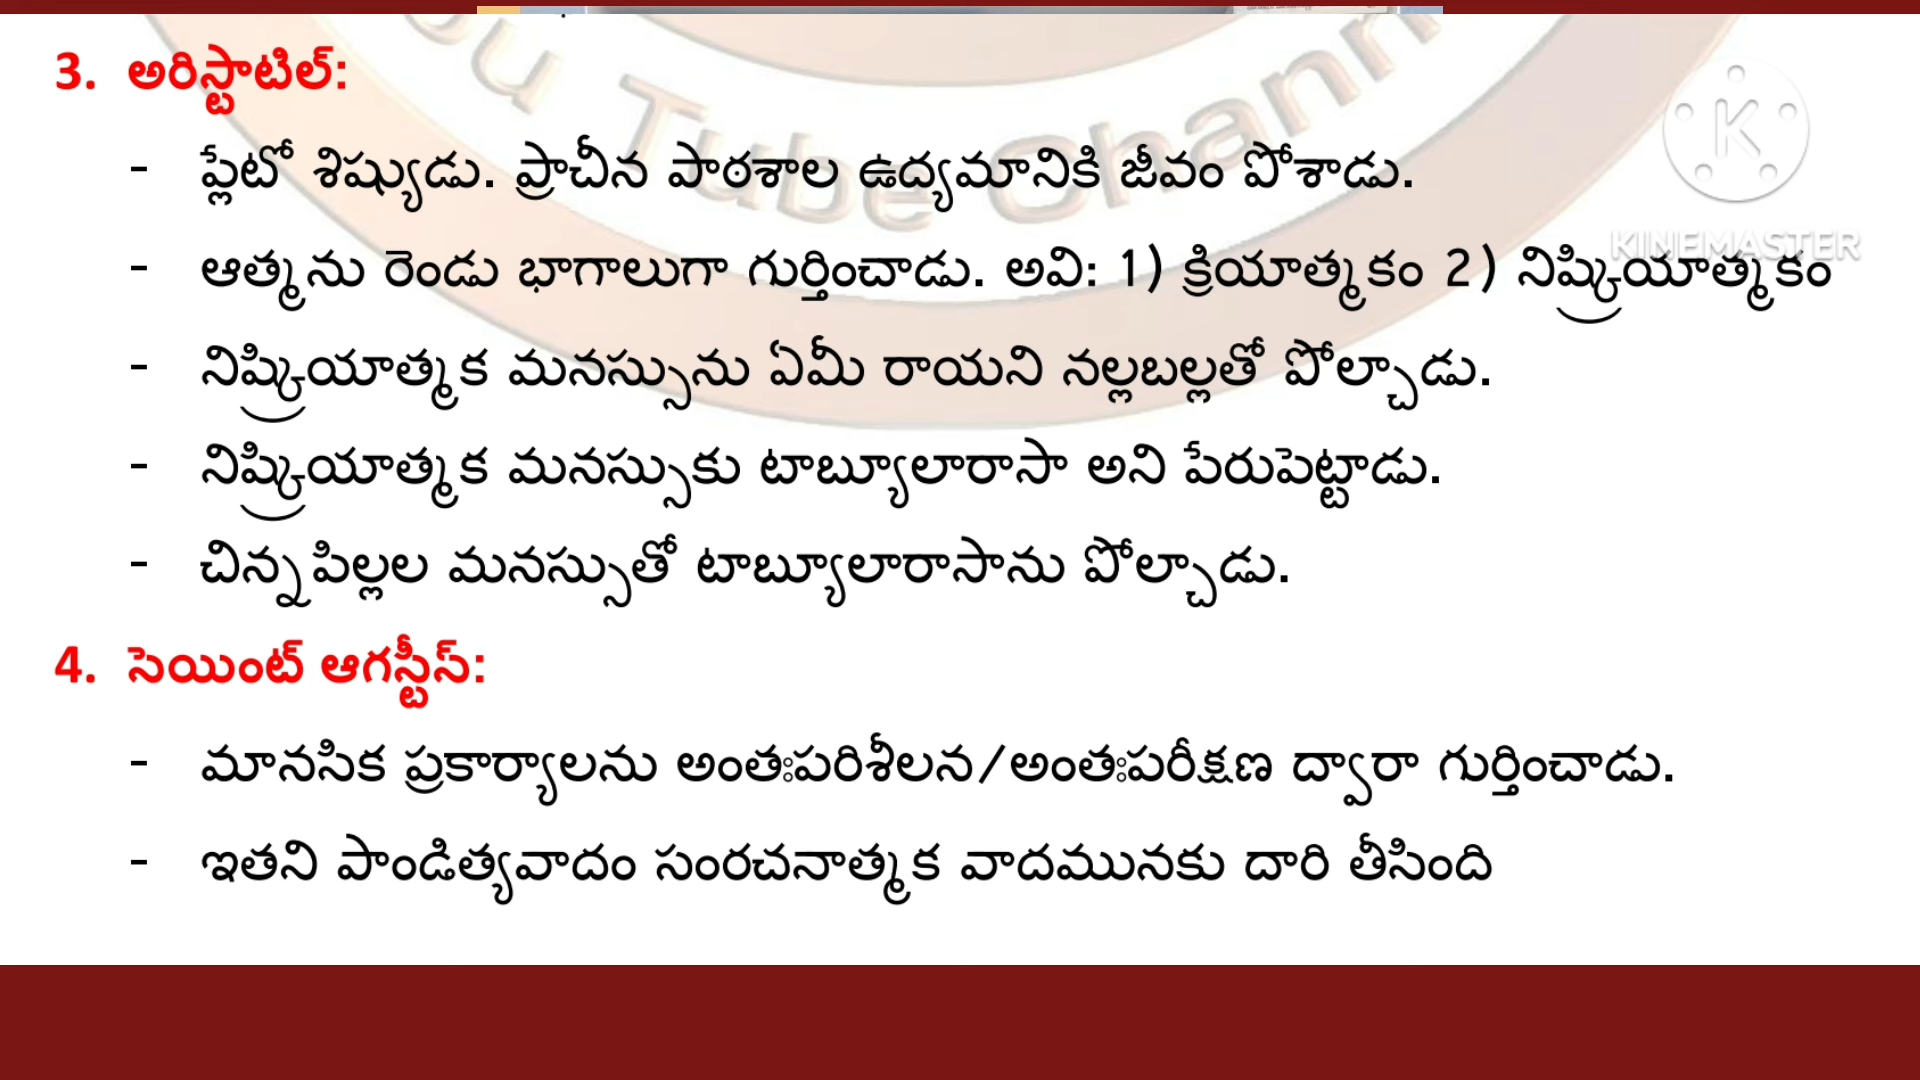 3. అరిస్టాటిల్:
- ప్లేటో శిష్యుడు. ప్రాచీన పాఠశాల ఉద్యమానికి జీవం పోశాడు.
- ఆత్మను రెండు భాగాలుగా గుర్తించాడు. అవి: 1) క్రియాత్మకం 2) నిష్క్రియాత్మకం
- నిష్క్రియాత్మక మనస్సును ఏమీ రాయని నల్లబల్లతో పోల్చాడు.
- నిష్క్రియాత్మక మనస్సుకు టాబ్యూలారాసా అని పేరుపెట్టాడు.
- చిన్నపిల్లల మనస్సుతో టాబ్యూలారాసాను పోల్చాడు.
4. సెయింట్ ఆగస్టీస్:
- మానసిక ప్రకార్యాలను అంతఃపరిశీలన/అంతఃపరీక్షణ ద్వారా గుర్తించాడు.
- ఇతని పాండిత్యవాదం సంరచనాత్మక వాదమునకు దారి తీసింది
Tube
K
KINEMASTER